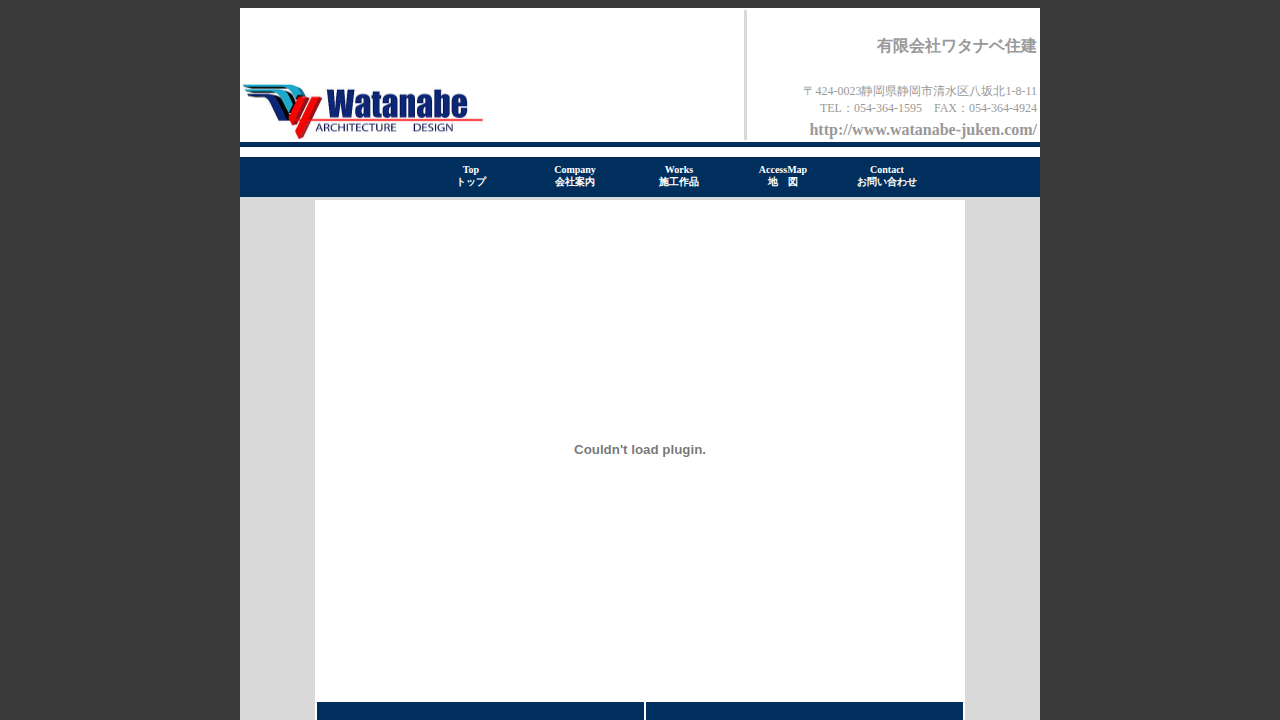 有限会社ワタナベ住建
Watanabe
ARCHITECTURE DESIGN
〒424-0023静岡県静岡市清水区八坂北1-8-11
TEL：054-364-1595　FAX：054-364-4924
http://www.watanabe-juken.com/
Top Company Works AccessMap Contact
トップ 会社案内 施工作品 地　図 お問い合わせ
Couldn't load plugin.